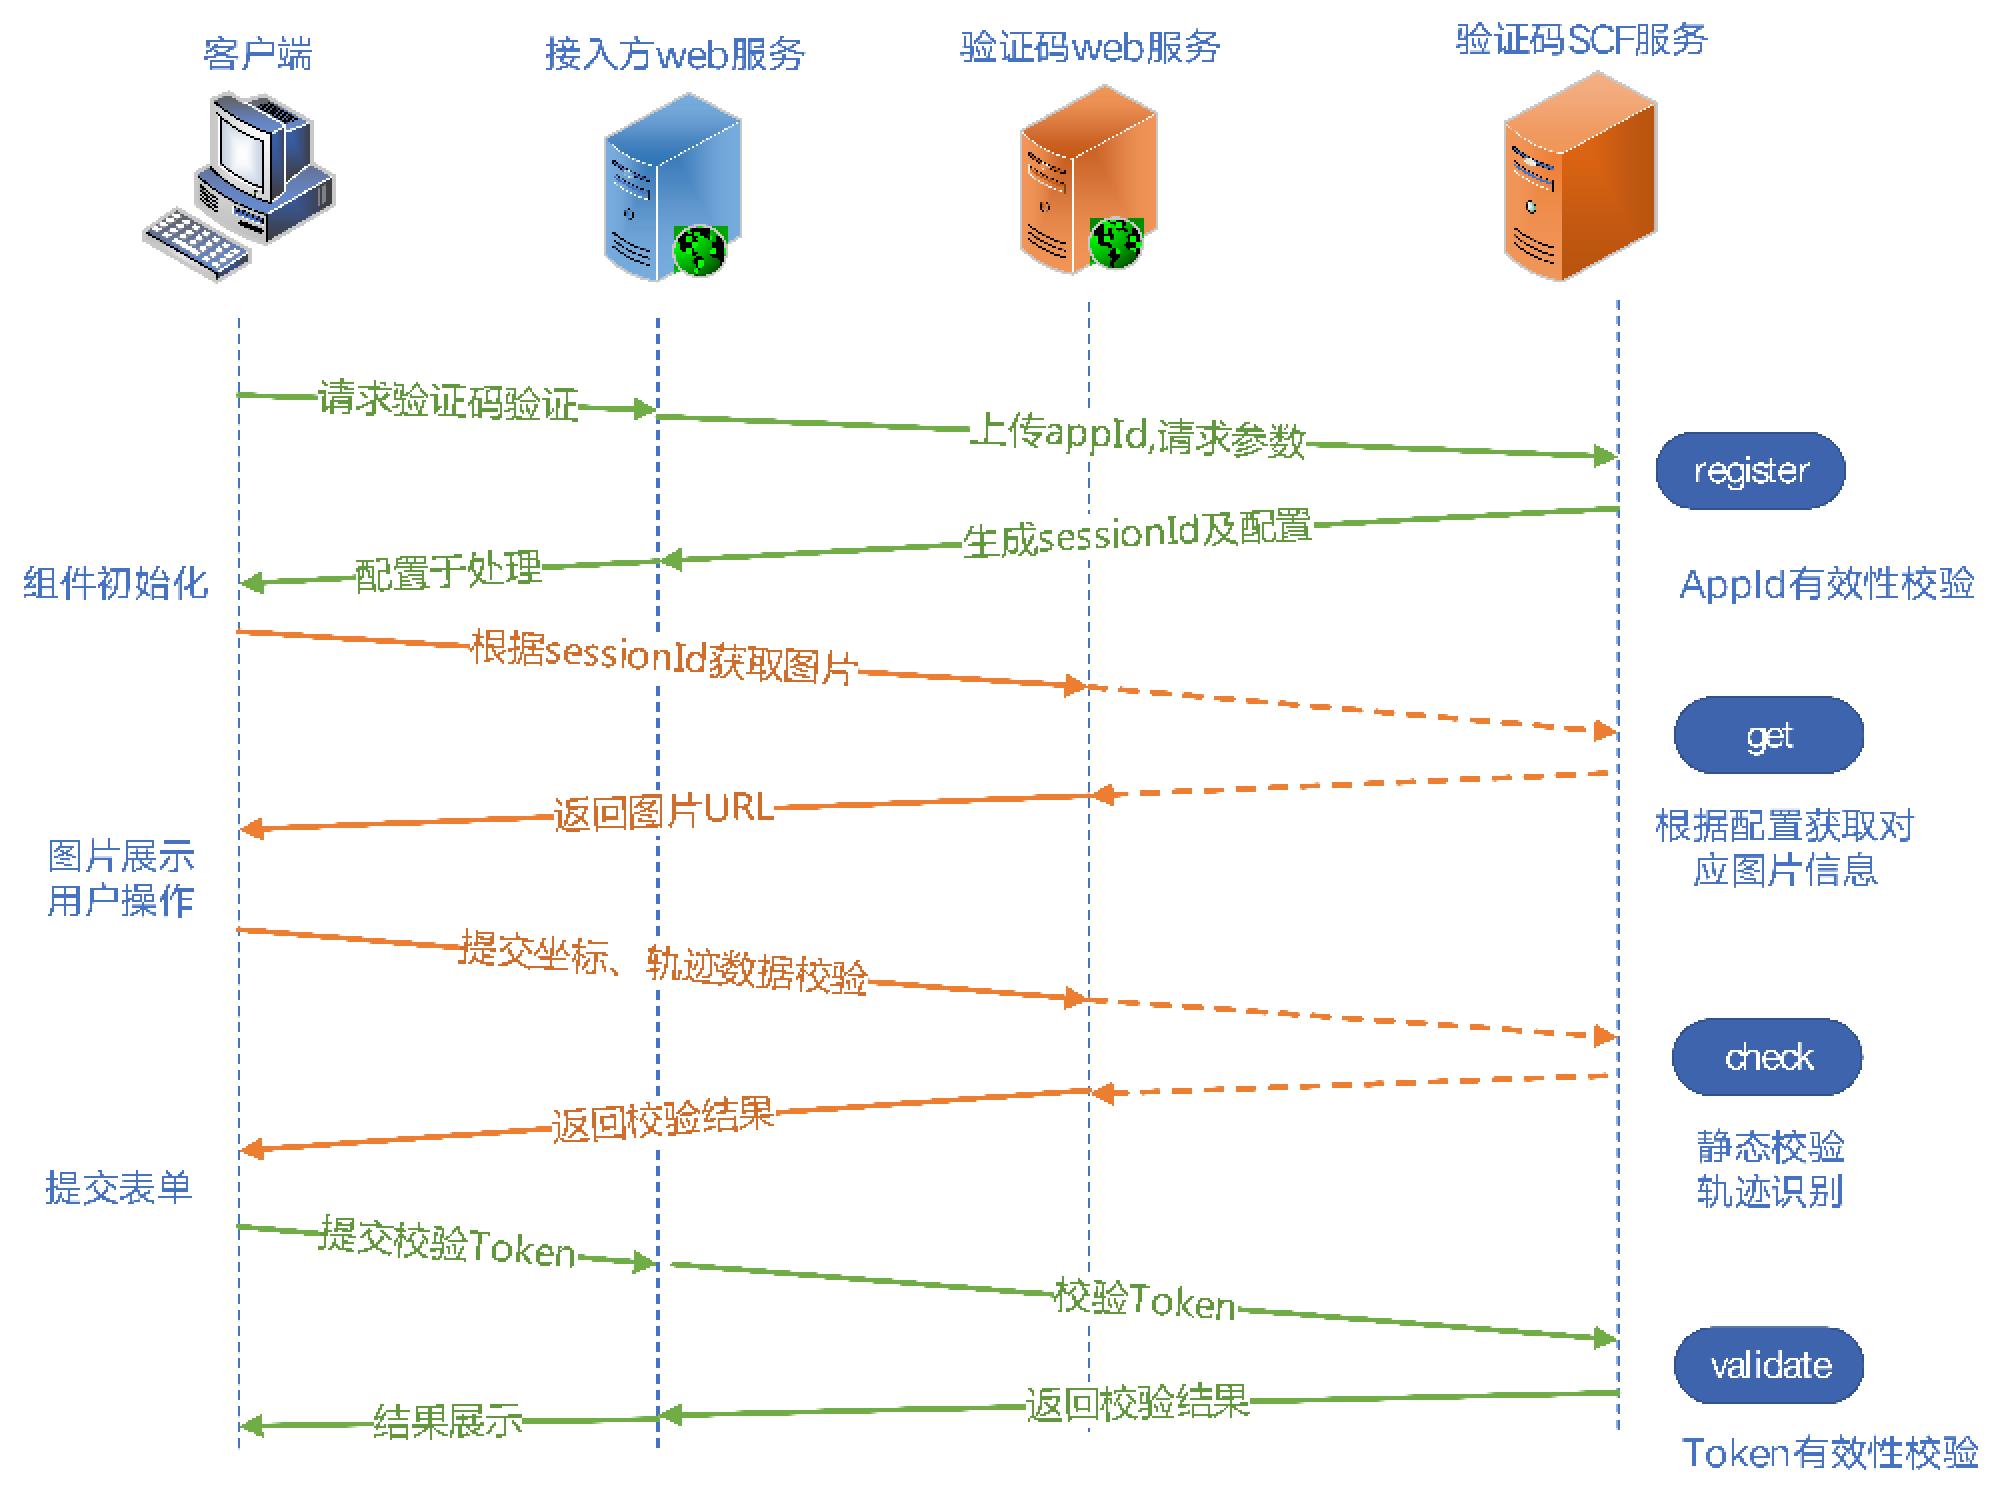 客户端
接入方web服务
验证码web服务
验证码SCF服务
请求验证码验证
上传appId,请求参数
register
生成sessionId及配置
配置于处理
组件初始化
AppId有效性校验
根据sessionId获取图片
get
返回图片URL
根据配置获取对
应图片信息
图片展示
用户操作
提交坐标、轨迹数据校验
check
返回校验结果
静态校验
轨迹识别
提交表单
提交校验Token
校验Token
validate
返回校验结果
结果展示
Token有效性校验